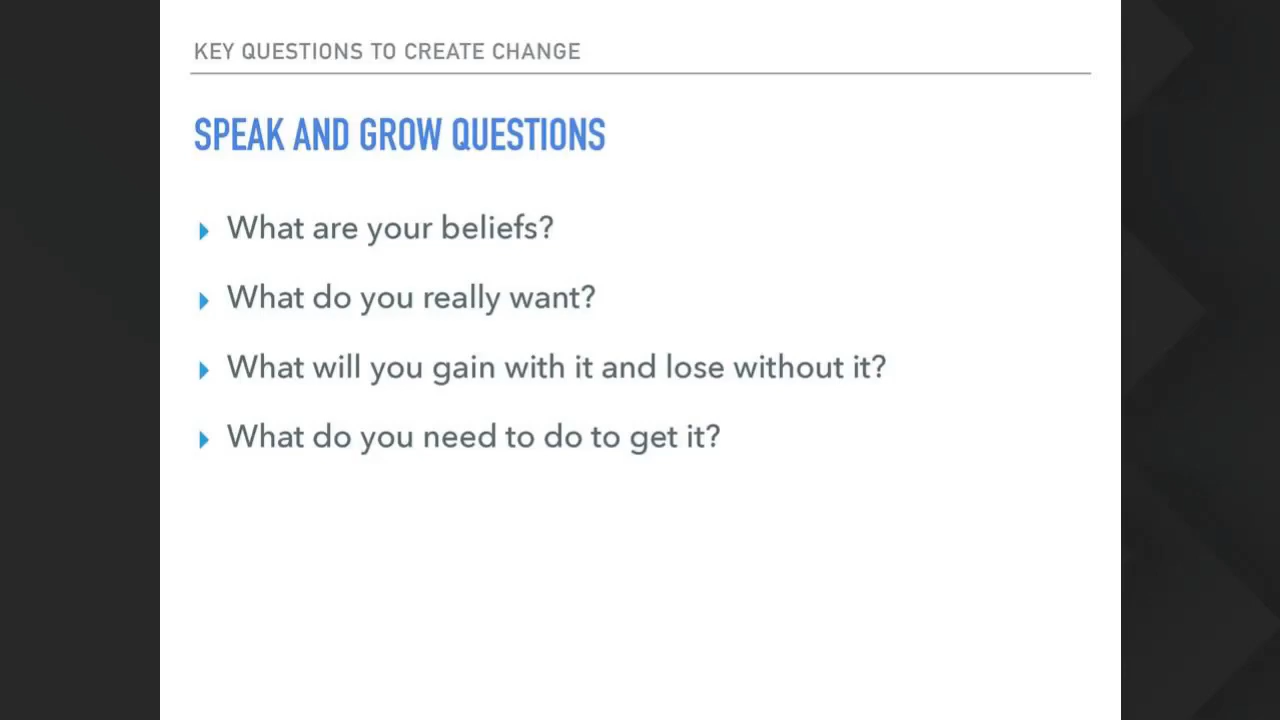 KEY QUESTIONS TO CREATE CHANGE
SPEAK AND GROW QUESTIONS
What are your beliefs?
What do you really want?
What will you gain with it and lose without it?
What do you need to do to get it?